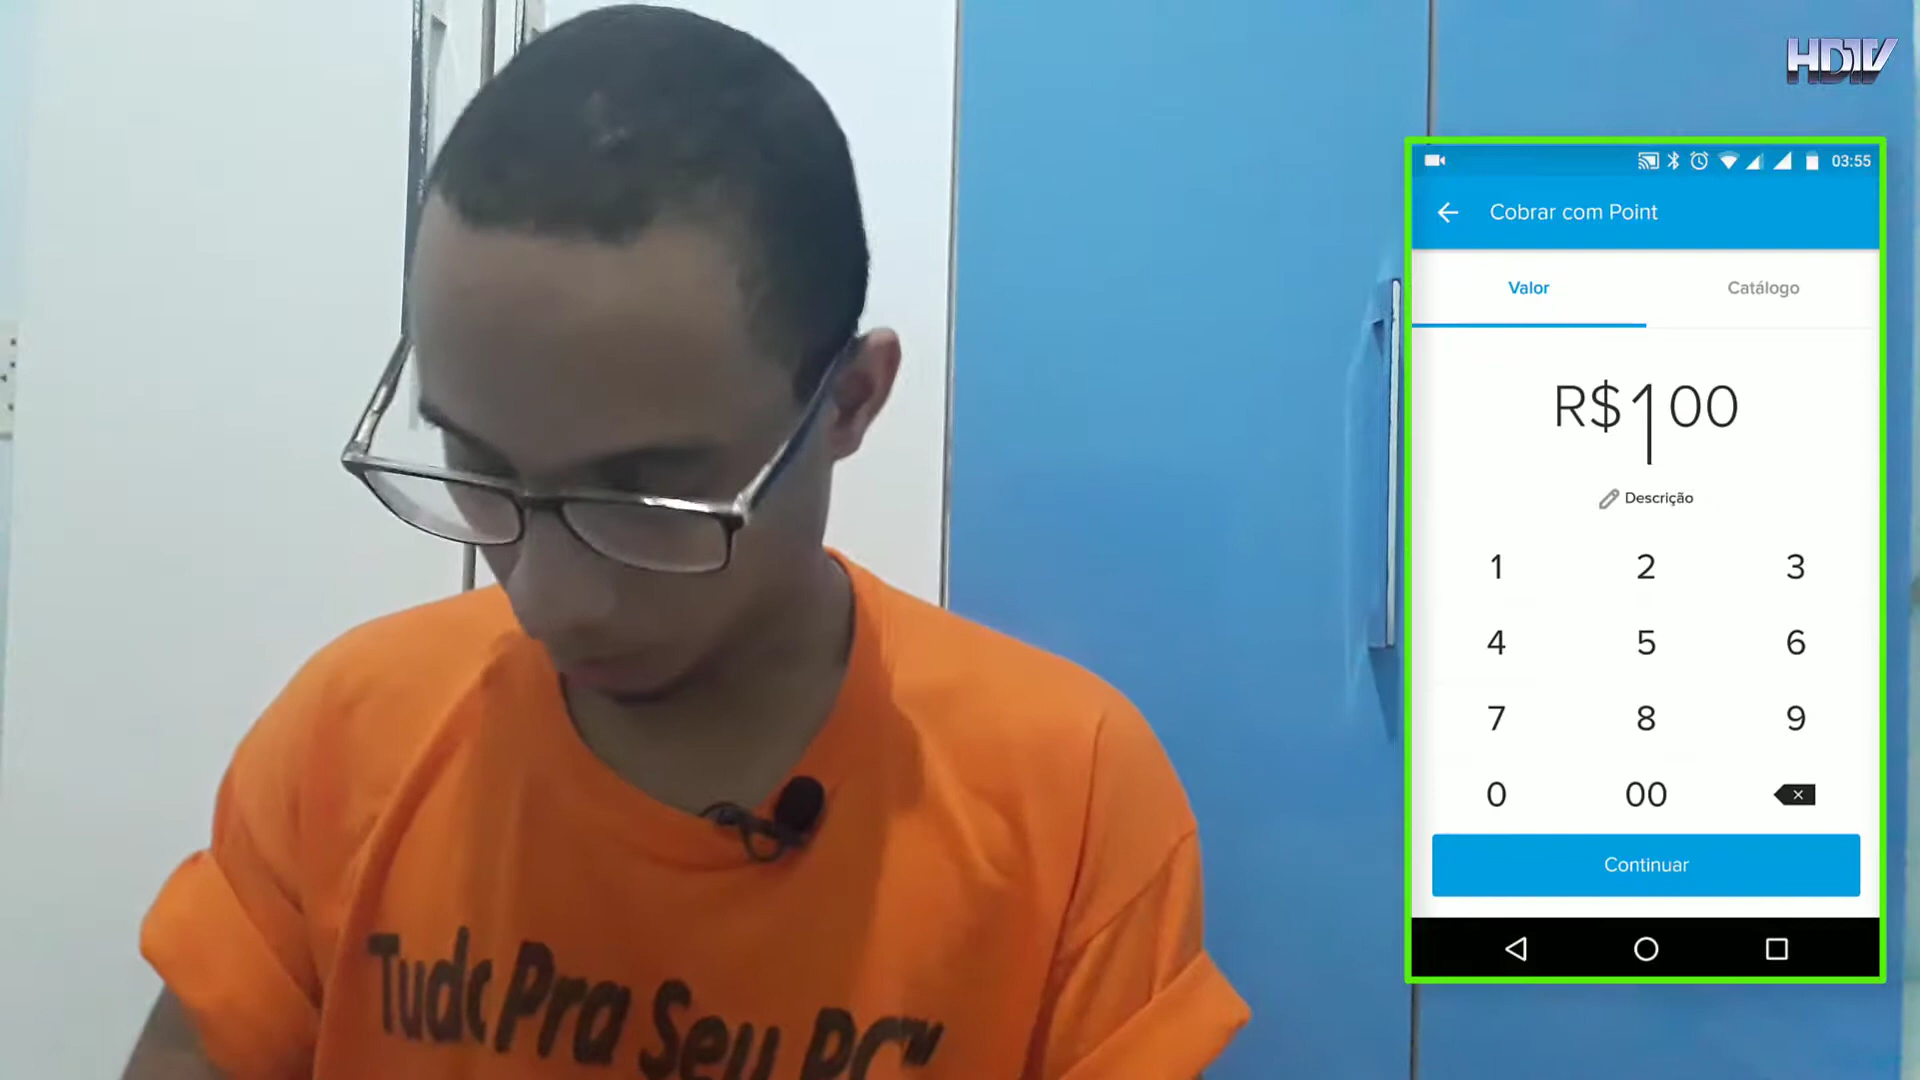 HDTV
03:55
Cobrar com Point
Valor
Catálogo
R$100
Descrição
1 2 3
4 5 6
7 8 9
0 00
Continuar
Tudo Pra Seu PC